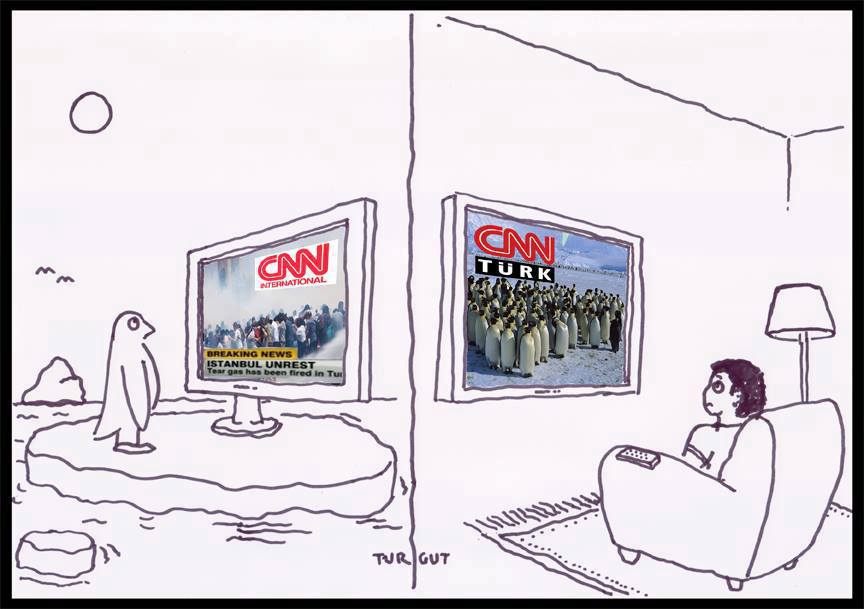 CNN
INTERNATIONAL
BREAKING NEWS
ISTANBUL UNREST
Tear gas has been fired in Tur
CNN
TÜRK
TURGUT